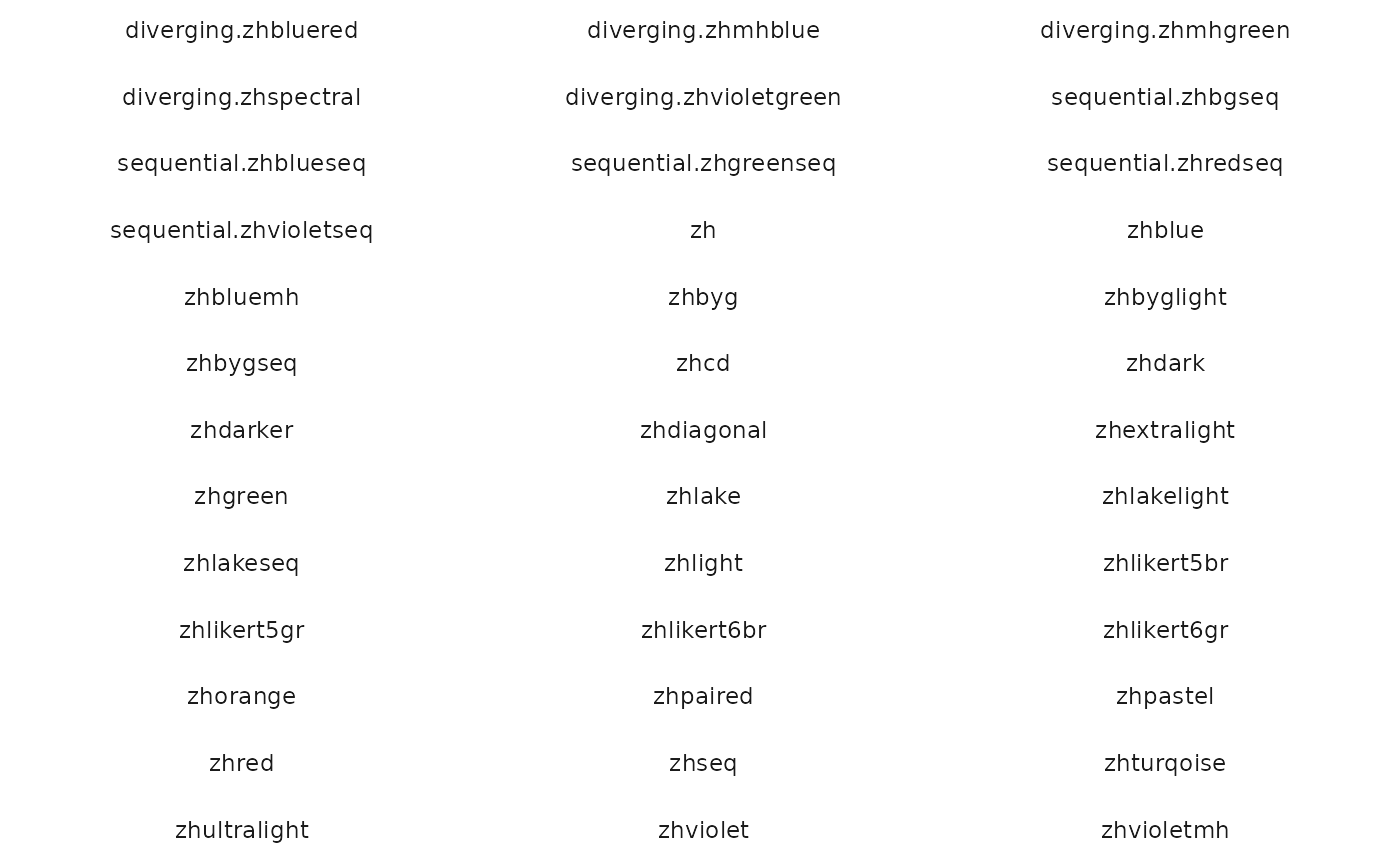 diverging.zhbluered diverging.zhmhblue diverging.zhmhgreen
diverging.zhspectral diverging.zhvioletgreen sequential.zhbgseq
sequential.zhblueseq sequential.zhgreenseq sequential.zhredseq
sequential.zhvioletseq zh zhblue
zhbluemh zhbyg zhbyglight
zhbygseq zhcd zhdark
zhdarker zhdiagonal zhextralight
zhgreen zhlake zhlakelight
zhlakeseq zhlight zhlikert5br
zhlikert5gr zhlikert6br zhlikert6gr
zhorange zhpaired zhpastel
zhred zhseq zhturqoise
zhultralight zhviolet zhvioletmh